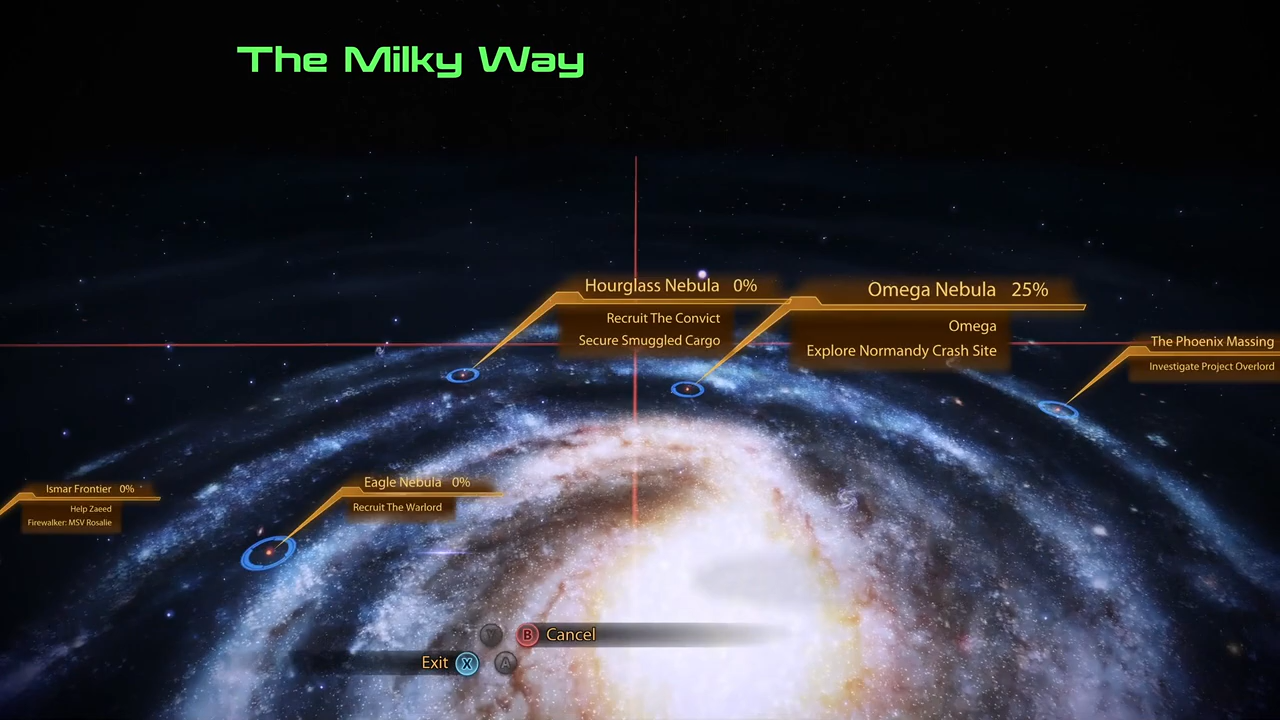 The Milky Way
Hourglass Nebula 0%
Recruit The Convict
Secure Smuggled Cargo
Omega Nebula 25%
Omega
Explore Normandy Crash Site
The Phoenix Massing
Investigate Project Overlord
Ismar Frontier 0%
Help Zaeed
Firewalker: MSV Rosalie
Eagle Nebula 0%
Recruit The Warlord
Y
B Cancel
Exit X
A